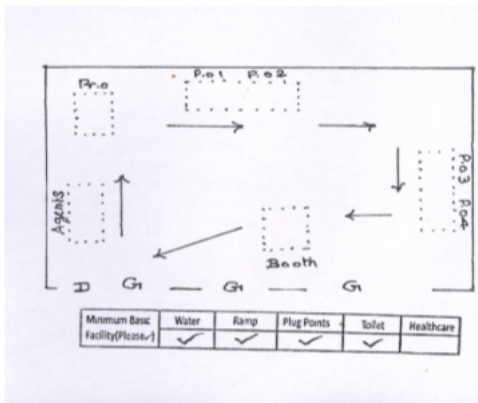 Pr.o
P.o1 P.o2
P.o3 P.o4
Agents
Booth
D G G G
Minimum Basic Facility(Please✓) Water Ramp Plug Points Toilet Healthcare
✓ ✓ ✓ ✓